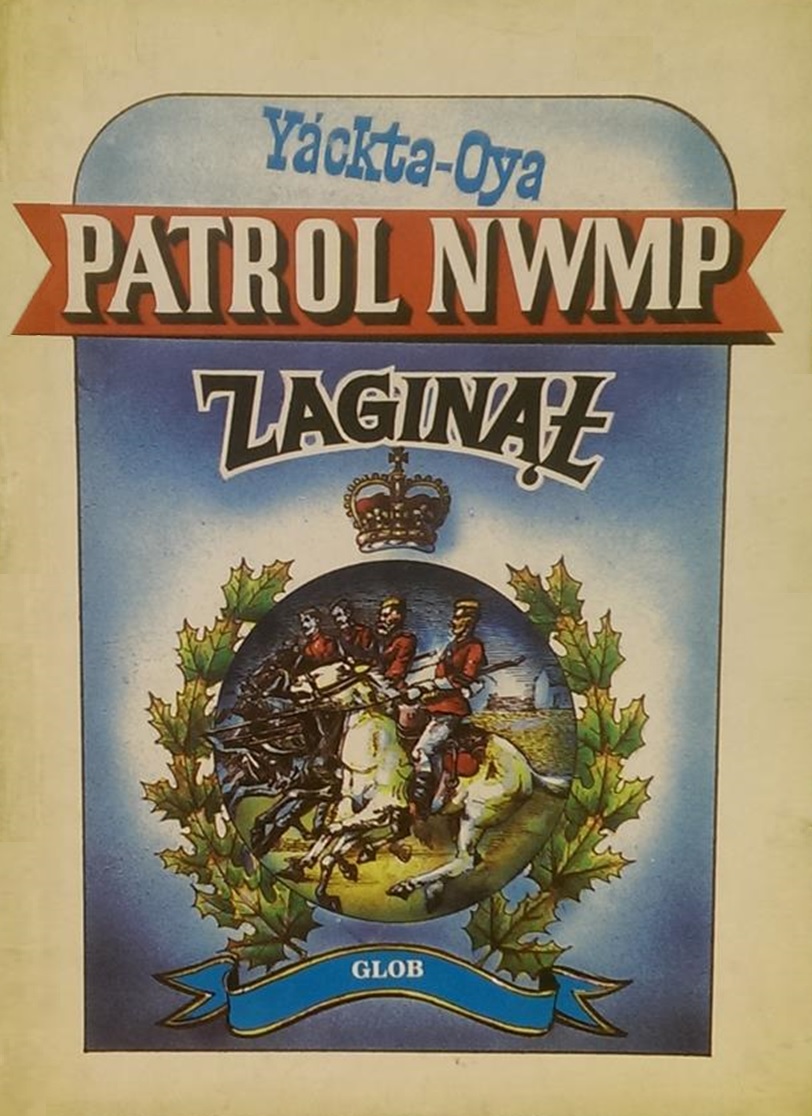 Yáckta-Oya
PATROL NWMP
ZAGINĄŁ
GLOB